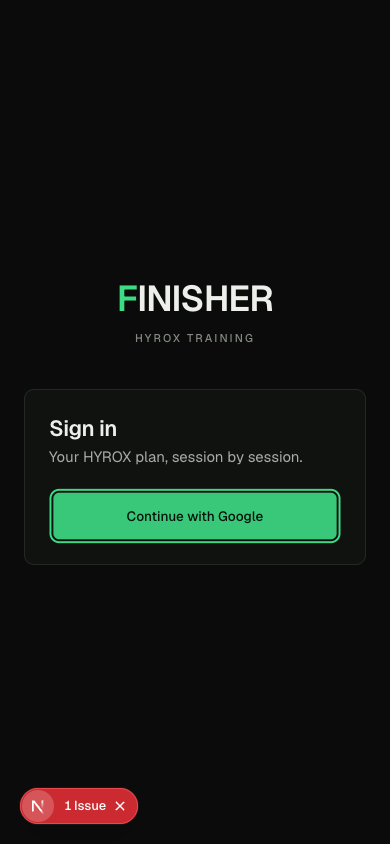 FINISHER
HYROX TRAINING
Sign in
Your HYROX plan, session by session.
Continue with Google
N 1 Issue